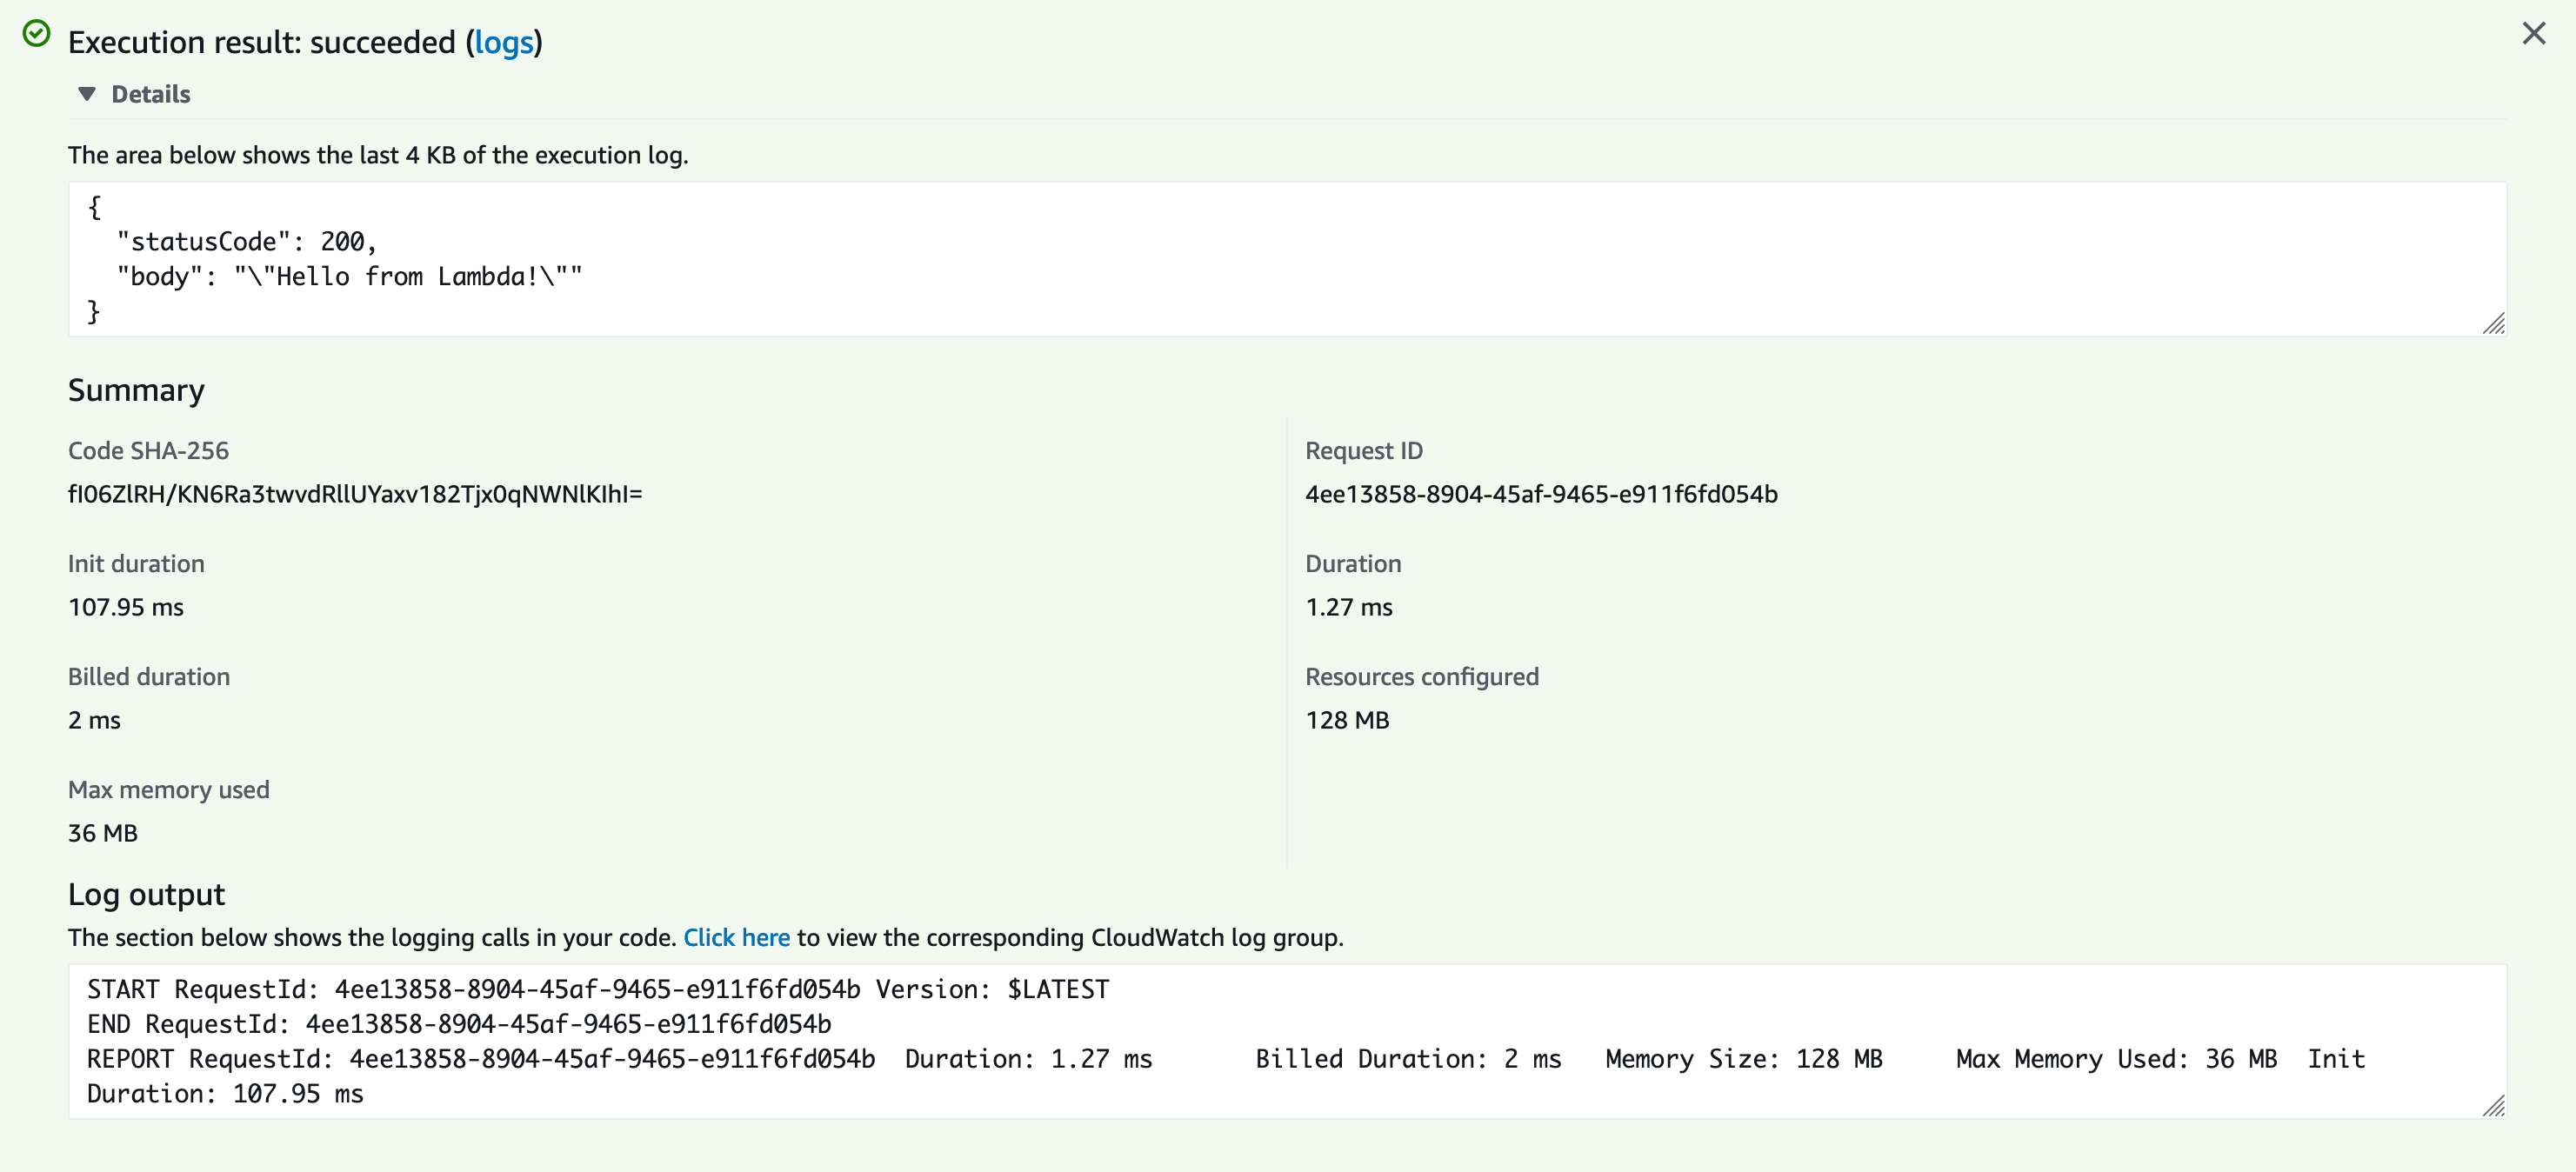 Execution result: succeeded (logs)
Details
The area below shows the last 4 KB of the execution log.
{
  "statusCode": 200,
  "body": "\"Hello from Lambda!\""
}
Summary
Code SHA-256
fI06ZlRH/KN6Ra3twvdRllUYaxv182Tjx0qNWNlKIhI=
Request ID
4ee13858-8904-45af-9465-e911f6fd054b
Init duration
107.95 ms
Duration
1.27 ms
Billed duration
2 ms
Resources configured
128 MB
Max memory used
36 MB
Log output
The section below shows the logging calls in your code. Click here to view the corresponding CloudWatch log group.
START RequestId: 4ee13858-8904-45af-9465-e911f6fd054b Version: $LATEST
END RequestId: 4ee13858-8904-45af-9465-e911f6fd054b
REPORT RequestId: 4ee13858-8904-45af-9465-e911f6fd054b  Duration: 1.27 ms       Billed Duration: 2 ms   Memory Size: 128 MB     Max Memory Used: 36 MB  Init
Duration: 107.95 ms